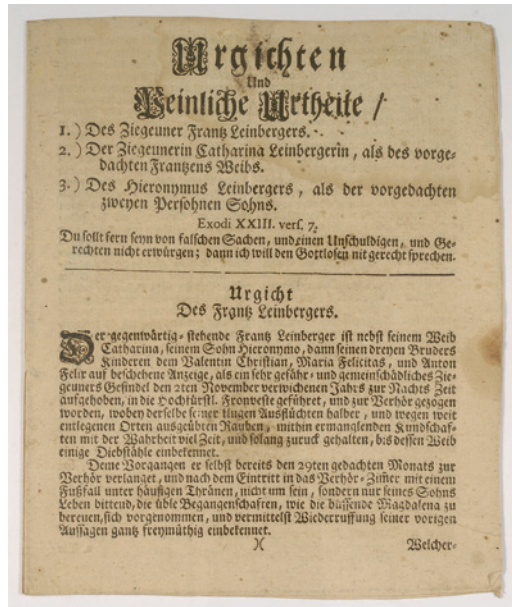 Urgichten
Und
Peinliche Urtheile /
1.) Des Ziegeuner Frantz Leinbergers.
2.) Der Ziegeunerin Catharina Leinbergerin, als des vorge-
dachten Frantzens Weibs.
3.) Des Hieronymus Leinbergers, als der vorgedachten
zweyen Persohnen Sohns.
Exodi XXIII. vers. 7.
Du sollt fern seyn von falschen Sachen, und einen Unschuldigen, und Ge-
rechten nicht erwürgen; dann ich will den Gottlosen nit gerecht sprechen.
Urgicht
Des Frantz Leinbergers.
Der gegenwärtig-stehende Frantz Leinberger ist nebst seinem Weib
Catharina, seinem Sohn Hieronymo, dann seinen dreyen Bruders
Kinderen dem Valentin Christian, Maria Felicitas, und Anton
Felix auf beschehene Anzeige, als ein sehr gefähr- und gemeinschädliches Zie-
geuners Gesindel den 2ten November verwichenen Jahrs zur Nachts Zeit
aufgehoben, in die Hochfürstl. Fronveste geführet, und zur Verhör gezogen
worden, wobey derselbe seiner klugen Ausflüchten halber, und wegen weit
entlegenen Orten ausgeübten Rauben, mithin ermanglenden Kundschaf-
ten mit der Wahrheit viel Zeit, und solang zuruck gehalten, bis dessen Weib
einige Diebstähle einbekennet.
Deme Vorgangen er selbst bereits den 29ten gedachten Monats zur
Verhör verlanget, und nach dem Eintritt in das Verhör-Zimer mit einem
Fußfall unter häuffigen Thränen, nicht um sein, sondern nur seines Sohns
Leben bittend, die üble Begangenschaften, wie die büssende Magdalena zu
bereuen, sich vorgenommen, und vermittelst Wiederruffung seiner vorigen
Aussagen gantz freymüthig einbekennet.
)( Welcher-